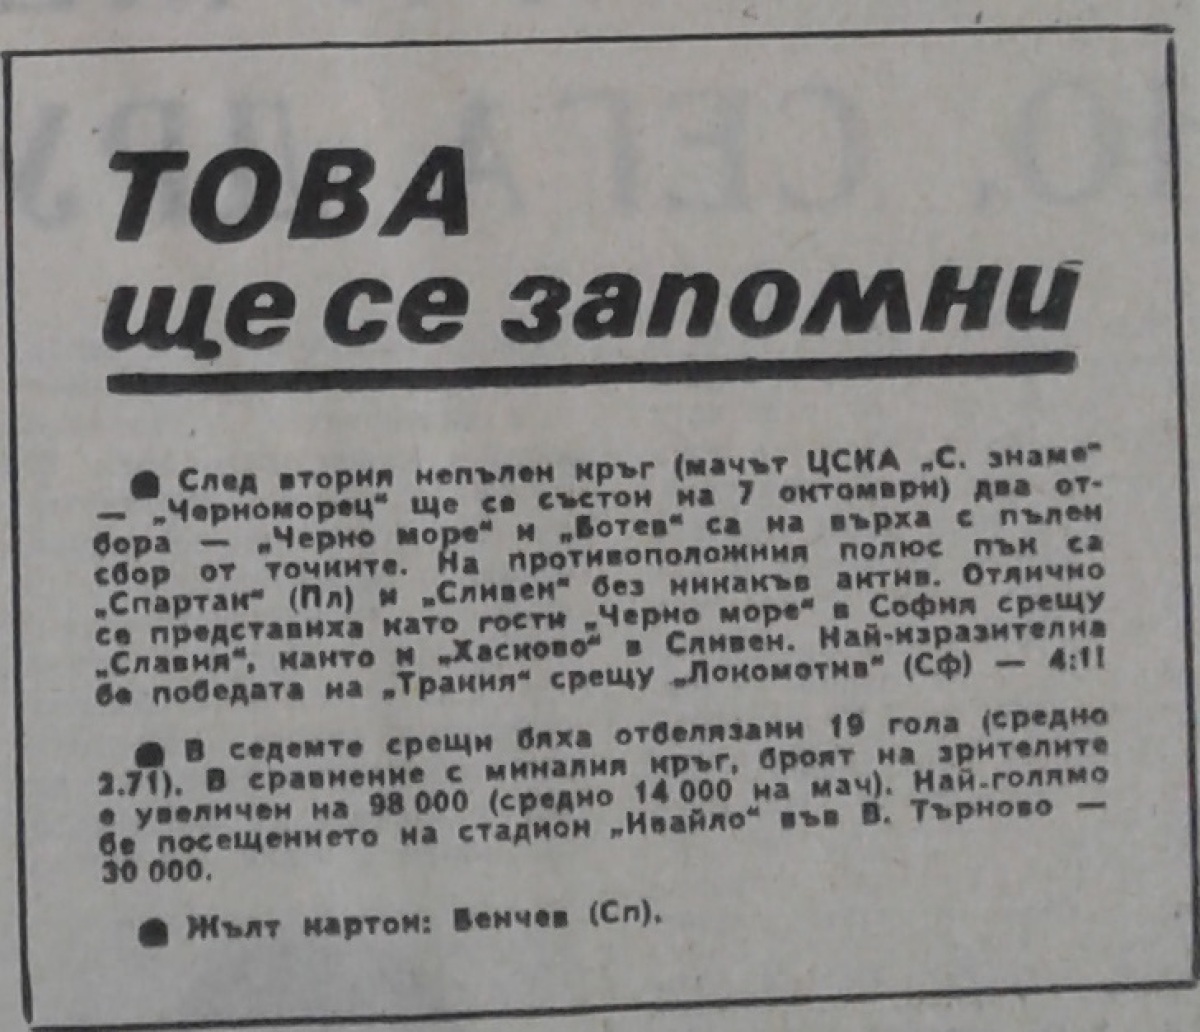 ТОВА
ще се запомни
● След втория непълен кръг (мачът ЦСКА „С. знаме“
— „Черноморец“ ще се състои на 7 октомври) два от-
бора — „Черно море“ и „Ботев“ са на върха с пълен
сбор от точките. На противоположния полюс пък са
„Спартак“ (Пл) и „Сливен“ без никакъв актив. Отлично
се представиха като гости „Черно море“ в София срещу
„Славия“, както и „Хасково“ в Сливен. Най-изразителна
бе победата на „Тракия“ срещу „Локомотив“ (Сф) — 4:1!
● В седемте срещи бяха отбелязани 19 гола (средно
2.71). В сравнение с миналия кръг, броят на зрителите
е увеличен на 98 000 (средно 14 000 на мач). Най-голямо
бе посещението на стадион „Ивайло“ във В. Търново —
30 000.
● Жълт картон: Венчев (Сп).